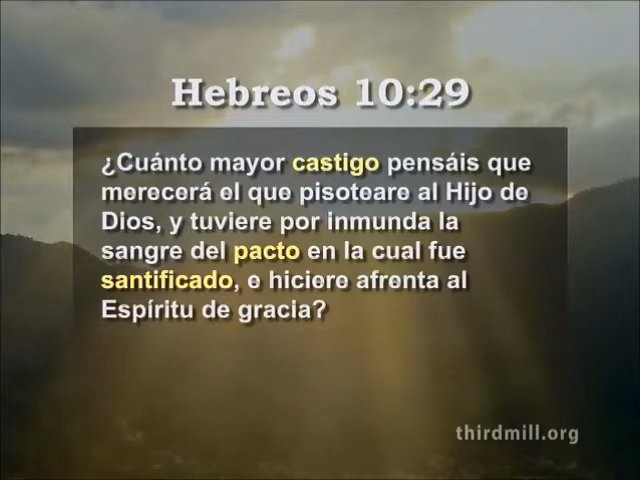 Hebreos 10:29
¿Cuánto mayor castigo pensáis que
merecerá el que pisoteare al Hijo de
Dios, y tuviere por inmunda la
sangre del pacto en la cual fue
santificado, e hiciere afrenta al
Espíritu de gracia?
thirdmill.org